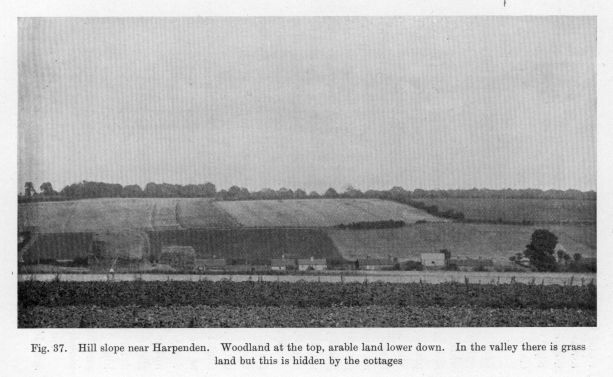 Fig. 37. Hill slope near Harpenden. Woodland at the top, arable land lower down. In the valley there is grass
land but this is hidden by the cottages